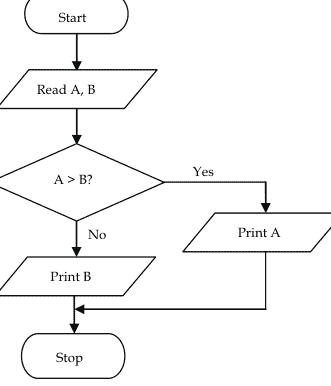 Start
Read A, B
A > B?
Yes
No
Print A
Print B
Stop